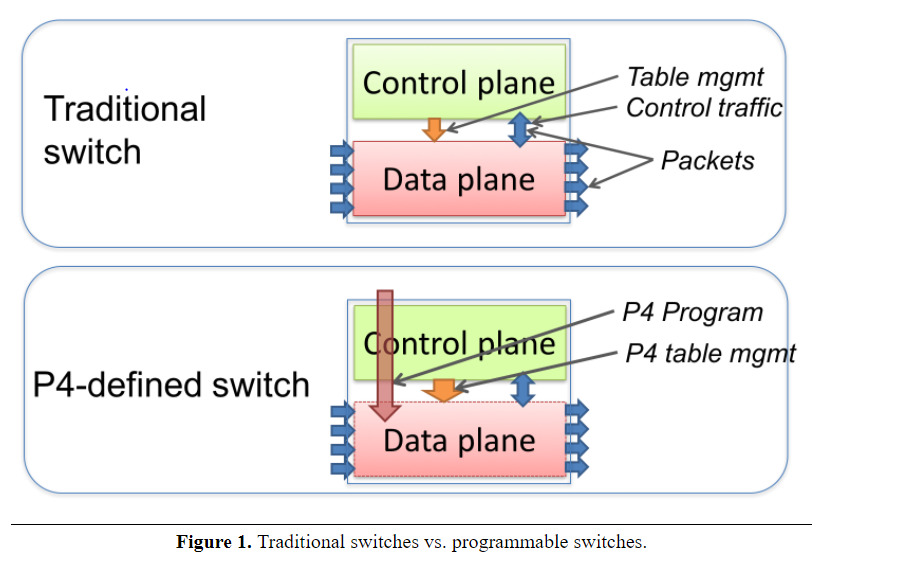 Traditional
switch
Control plane
Data plane
Table mgmt
Control traffic
Packets
P4-defined switch
Control plane
Data plane
P4 Program
P4 table mgmt
Figure 1. Traditional switches vs. programmable switches.